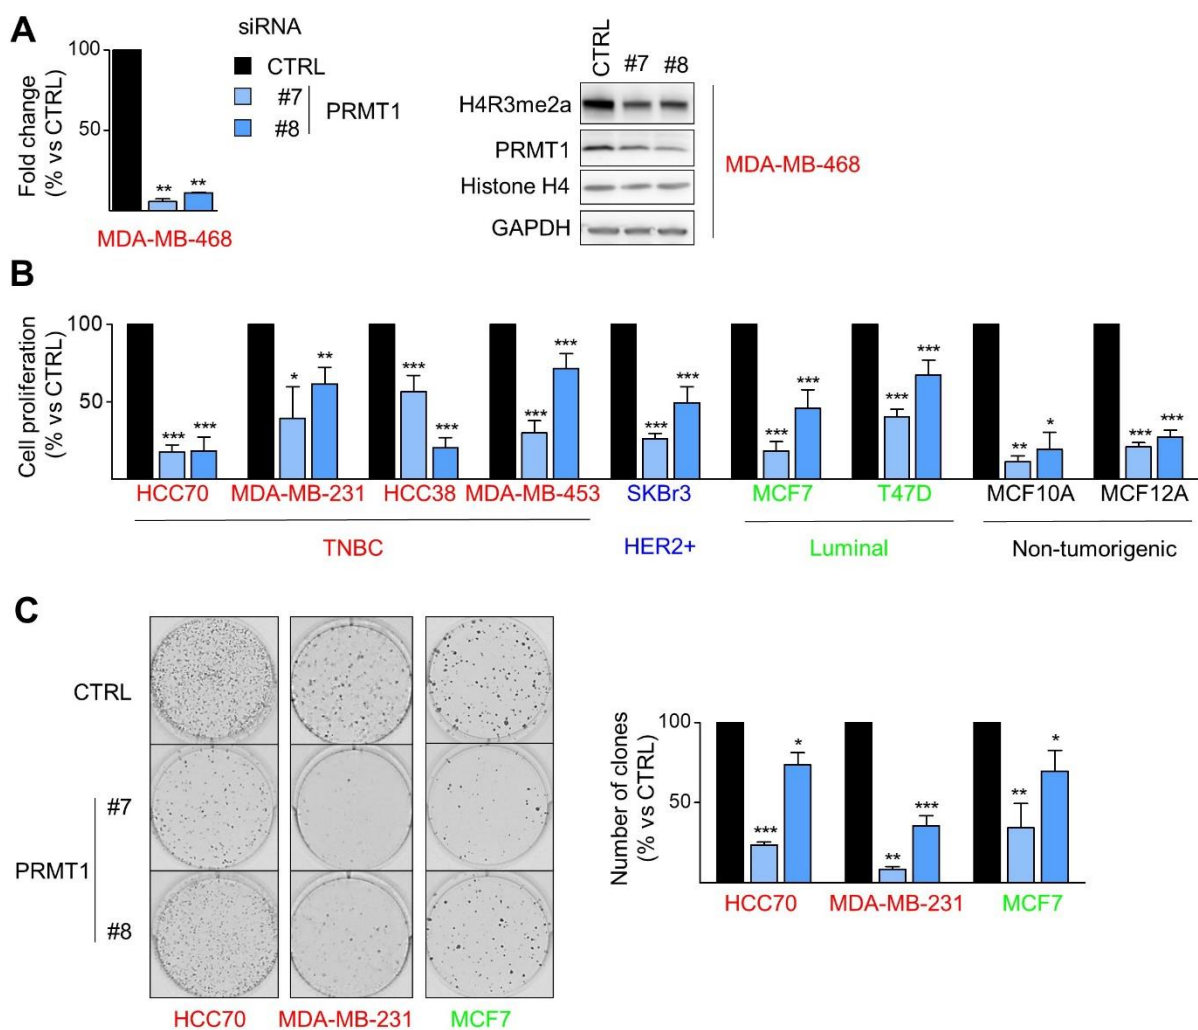 A
Fold change
(% vs CTRL)
100
50
** **
MDA-MB-468
siRNA
CTRL
#7
#8
PRMT1
CTRL #7 #8
H4R3me2a
PRMT1
Histone H4
GAPDH
MDA-MB-468
B
Cell proliferation
(% vs CTRL)
100
50
*** *** * ** *** *** *** *** *** *** *** *** *** *** ** * *** ***
HCC70 MDA-MB-231 HCC38 MDA-MB-453 SKBr3 MCF7 T47D MCF10A MCF12A
TNBC HER2+ Luminal Non-tumorigenic
C
CTRL
#7
PRMT1
#8
HCC70 MDA-MB-231 MCF7
Number of clones
(% vs CTRL)
100
50
*** * ** *** ** *
HCC70 MDA-MB-231 MCF7